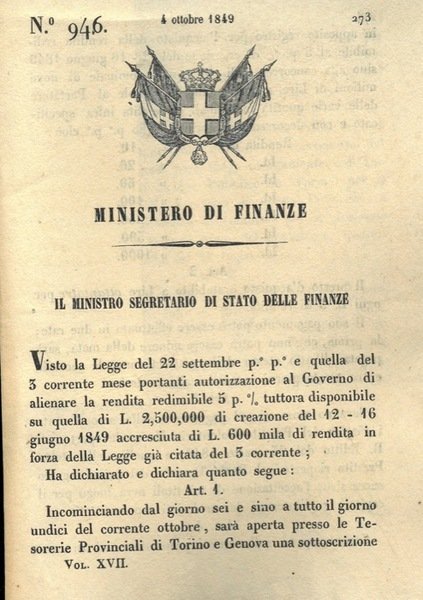 N.º 946.
4 ottobre 1849
273
MINISTERO DI FINANZE
IL MINISTRO SEGRETARIO DI STATO DELLE FINANZE
Visto la Legge del 22 settembre p.º p.º e quella del
3 corrente mese portanti autorizzazione al Governo di
alienare la rendita redimibile 5 p. % tuttora disponibile
su quella di L. 2,500,000 di creazione del 12 - 16
giugno 1849 accresciuta di L. 600 mila di rendita in
forza della Legge già citata del 3 corrente ;
Ha dichiarato e dichiara quanto segue :
Art. 1.
Incominciando dal giorno sei e sino a tutto il giorno
undici del corrente ottobre , sarà aperta presso le Te-
sorerie Provinciali di Torino e Genova una sottoscrizione
VOL. XVII.